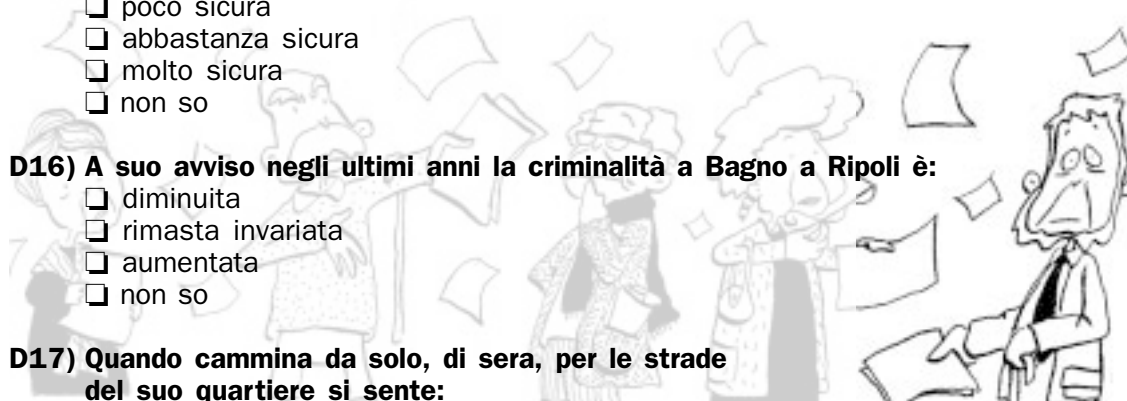 ❏ poco sicura
❏ abbastanza sicura
❏ molto sicura
❏ non so
D16) A suo avviso negli ultimi anni la criminalità a Bagno a Ripoli è:
❏ diminuita
❏ rimasta invariata
❏ aumentata
❏ non so
D17) Quando cammina da solo, di sera, per le strade
del suo quartiere si sente: